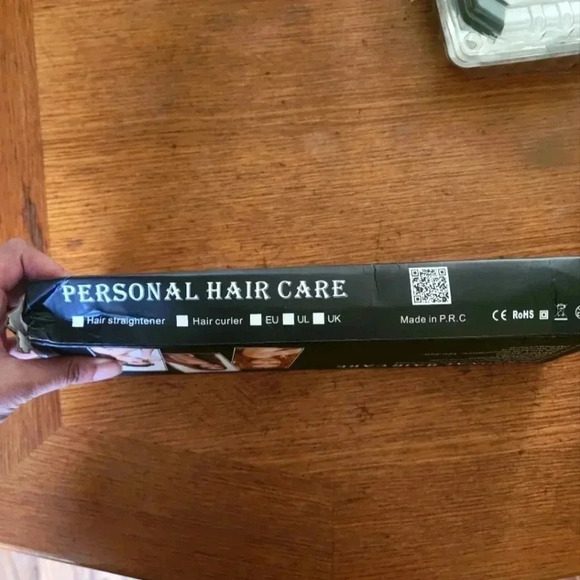 PERSONAL HAIR CARE
Hair straightener Hair curler EU UL UK
Made in P.R.C
CE RoHS